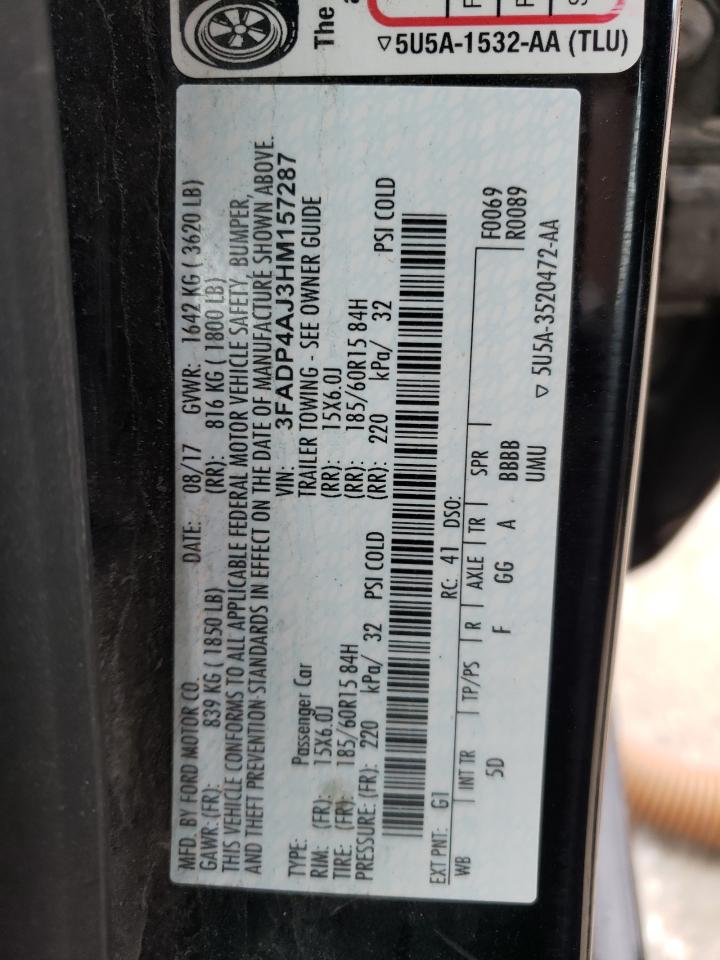 The
a
▽5U5A-1532-AA (TLU)
MFD. BY FORD MOTOR CO. DATE: 08/17 GVWR: 1642 KG ( 3620 LB)
GAWR: (FR): 839 KG ( 1850 LB) (RR): 816 KG ( 1800 LB)
THIS VEHICLE CONFORMS TO ALL APPLICABLE FEDERAL MOTOR VEHICLE SAFETY, BUMPER,
AND THEFT PREVENTION STANDARDS IN EFFECT ON THE DATE OF MANUFACTURE SHOWN ABOVE.
VIN: 3FADP4AJ3HM157287
TYPE: Passenger Car TRAILER TOWING - SEE OWNER GUIDE
RIM: (FR): 15X6.0J (RR): 15X6.0J
TIRE: (FR): 185/60R15 84H (RR): 185/60R15 84H
PRESSURE: (FR): 220 kPa/ 32 PSI COLD (RR): 220 kPa/ 32 PSI COLD
EXT PNT: G1 RC: 41 DSO:
WB INT TR TP/PS R AXLE TR SPR F0069
5D F GG A BBBB R0089
UMU
▽ 5U5A-3520472-AA